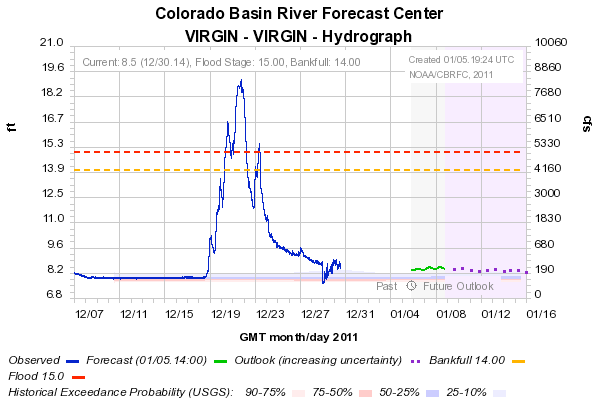 Colorado Basin River Forecast Center
VIRGIN - VIRGIN - Hydrograph
21.0 10060
Current: 8.5 (12/30.14), Flood Stage: 15.00, Bankfull: 14.00
Created 01/05.19:24 UTC
NOAA/CBRFC, 2011
19.6 8860
18.2 7680
16.7 6510
15.3 5330
13.9 4160
12.5 3000
11.0 1830
9.6 680
8.2 190
6.8 0
ft
cfs
Past Future Outlook
12/07 12/11 12/15 12/19 12/23 12/27 12/31 01/04 01/08 01/12 01/16
GMT month/day 2011
Observed Forecast (01/05.14:00) Outlook (increasing uncertainty) Bankfull 14.00
Flood 15.0
Historical Exceedance Probability (USGS): 90-75% 75-50% 50-25% 25-10%